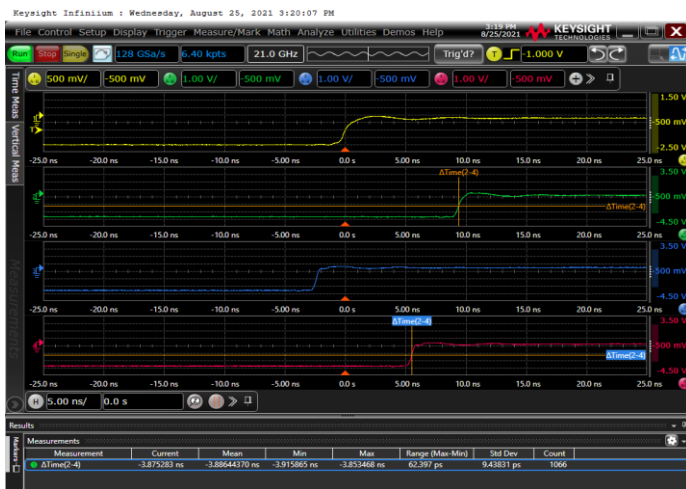 Keysight Infiniium : Wednesday, August 25, 2021 3:20:07 PM
File Control Setup Display Trigger Measure/Mark Math Analyze Utilities Demos Help
3:19 PM
8/25/2021
KEYSIGHT
TECHNOLOGIES
Run Stop Single 128 GSa/s 6.40 kpts 21.0 GHz Trig'd? T -1.000 V
500 mV/ -500 mV 1.00 V/ -500 mV 1.00 V/ -500 mV 1.00 V/ -500 mV
Time Meas
Vertical Meas
Measurements
1.50 V
-500 mV
-2.50 V
-25.0 ns -20.0 ns -15.0 ns -10.0 ns -5.00 ns 0.0 s 5.00 ns 10.0 ns 15.0 ns 20.0 ns 25.0 ns
3.50 V
ΔTime(2-4)
-500 mV
ΔTime(2-4)
-4.50 V
-25.0 ns -20.0 ns -15.0 ns -10.0 ns -5.00 ns 0.0 s 5.00 ns 10.0 ns 15.0 ns 20.0 ns 25.0 ns
3.50 V
-500 mV
-4.50 V
-25.0 ns -20.0 ns -15.0 ns -10.0 ns -5.00 ns 0.0 s 5.00 ns 10.0 ns 15.0 ns 20.0 ns 25.0 ns
ΔTime(2-4)
3.50 V
-500 mV
ΔTime(2-4)
-4.50 V
-25.0 ns -20.0 ns -15.0 ns -10.0 ns -5.00 ns 0.0 s 5.00 ns 10.0 ns 15.0 ns 20.0 ns 25.0 ns
H 5.00 ns/ 0.0 s
Results
Markers
Measurements
Measurement Current Mean Min Max Range (Max-Min) Std Dev Count
ΔTime(2-4) -3.875283 ns -3.88644370 ns -3.915865 ns -3.853468 ns 62.397 ps 9.43831 ps 1066